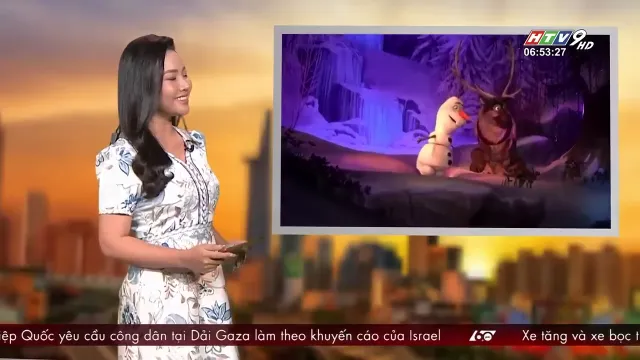 HTV9 HD
06:53:27
iệp Quốc yêu cầu công dân tại Dải Gaza làm theo khuyến cáo của Israel
Xe tăng và xe bọc t